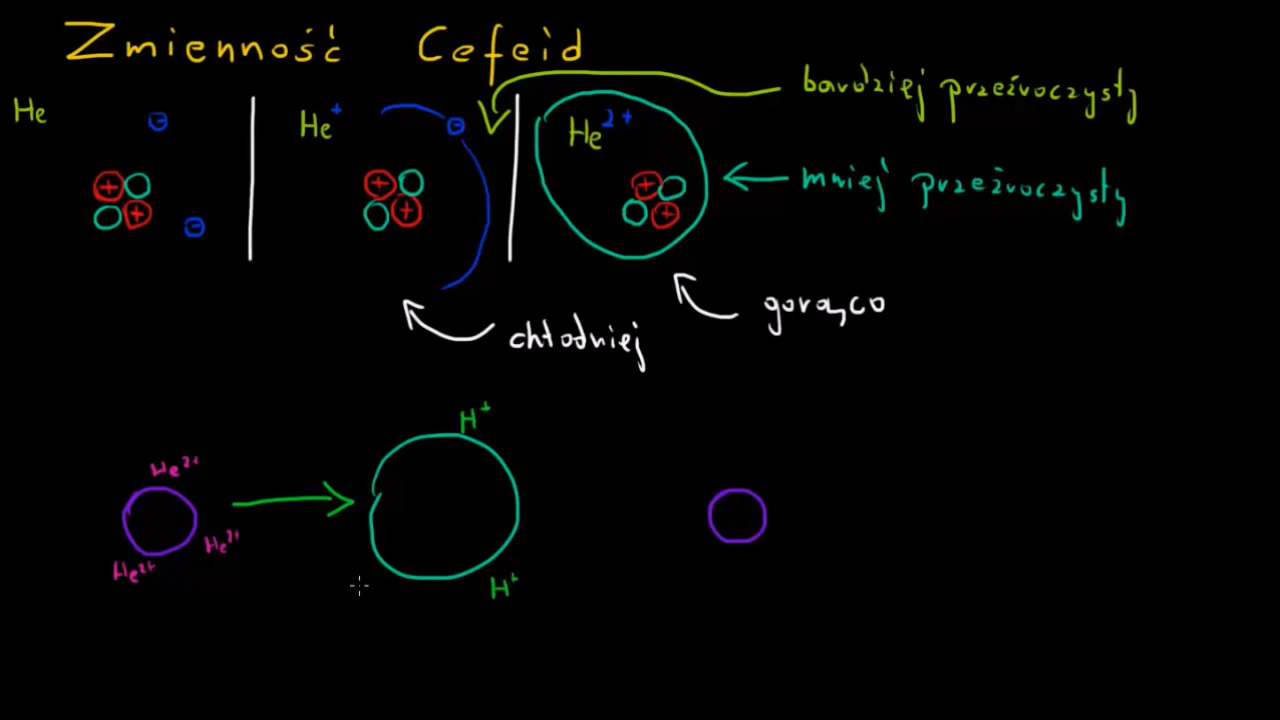 Zmienność Cefeid
bardziej przeźroczysty
He
He+
He2+
mniej przeźroczysty
gorąco
chłodniej
H+
He2+
He2+
He2+
H+